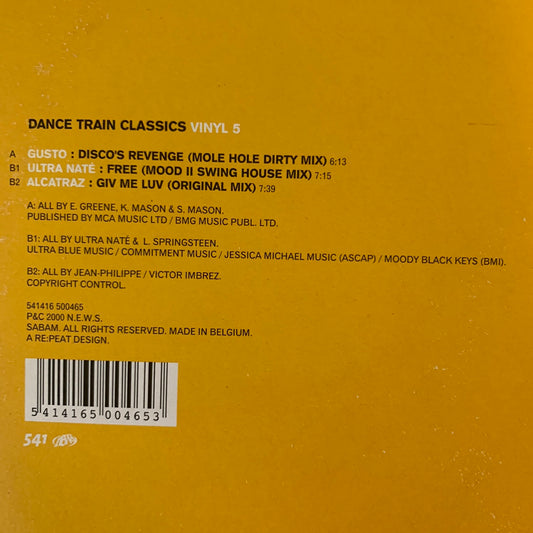 DANCE TRAIN CLASSICS VINYL 5
A GUSTO : DISCO'S REVENGE (MOLE HOLE DIRTY MIX) 6:13
B1 ULTRA NATÉ : FREE (MOOD II SWING HOUSE MIX) 7:15
B2 ALCATRAZ : GIV ME LUV (ORIGINAL MIX) 7:39
A: ALL BY E. GREENE, K. MASON & S. MASON.
PUBLISHED BY MCA MUSIC LTD / BMG MUSIC PUBL. LTD.
B1: ALL BY ULTRA NATÉ & L. SPRINGSTEEN.
ULTRA BLUE MUSIC / COMMITMENT MUSIC / JESSICA MICHAEL MUSIC (ASCAP) / MOODY BLACK KEYS (BMI).
B2: ALL BY JEAN-PHILIPPE / VICTOR IMBREZ.
COPYRIGHT CONTROL.
541416 500465
P&C 2000 N.E.W.S.
SABAM. ALL RIGHTS RESERVED. MADE IN BELGIUM.
A RE:PEAT DESIGN.
5 414165 004653
541